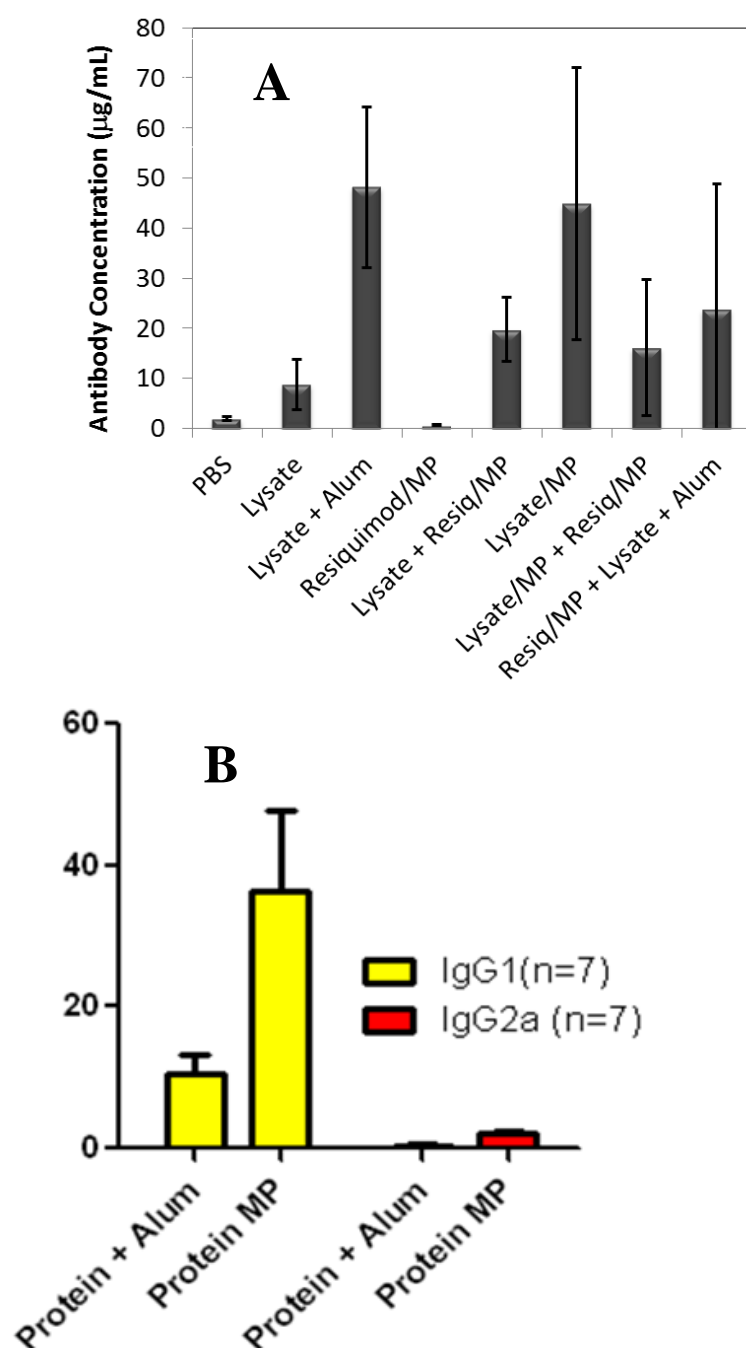 80
70
60
50
40
30
20
10
0
Antibody Concentration (µg/mL)
A
PBS
Lysate
Lysate + Alum
Resiquimod/MP
Lysate + Resiq/MP
Lysate/MP
Lysate/MP + Resiq/MP
Resiq/MP + Lysate + Alum
60
40
20
0
B
IgG1(n=7)
IgG2a (n=7)
Protein + Alum
Protein MP
Protein + Alum
Protein MP